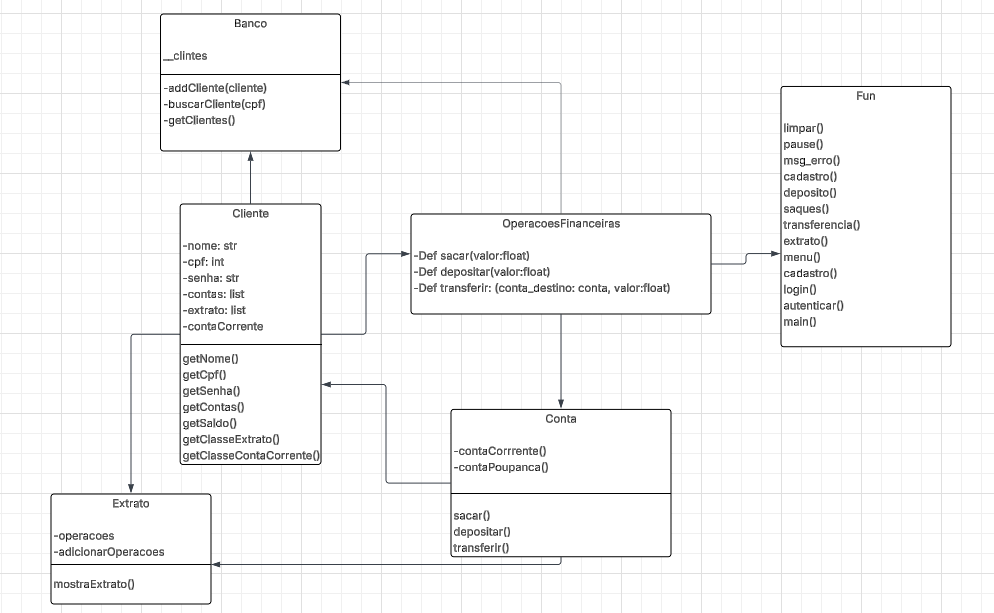 Banco
__clintes
-addCliente(cliente)
-buscarCliente(cpf)
-getClientes()
Fun
limpar()
pause()
msg_erro()
cadastro()
deposito()
saques()
transferencia()
extrato()
menu()
cadastro()
login()
autenticar()
main()
Cliente
-nome: str
-cpf: int
-senha: str
-contas: list
-extrato: list
-contaCorrente
getNome()
getCpf()
getSenha()
getContas()
getSaldo()
getClasseExtrato()
getClasseContaCorrente()
OperacoesFinanceiras
-Def sacar(valor:float)
-Def depositar(valor:float)
-Def transferir: (conta_destino: conta, valor:float)
Conta
-contaCorrrente()
-contaPoupanca()
sacar()
depositar()
transferir()
Extrato
-operacoes
-adicionarOperacoes
mostraExtrato()